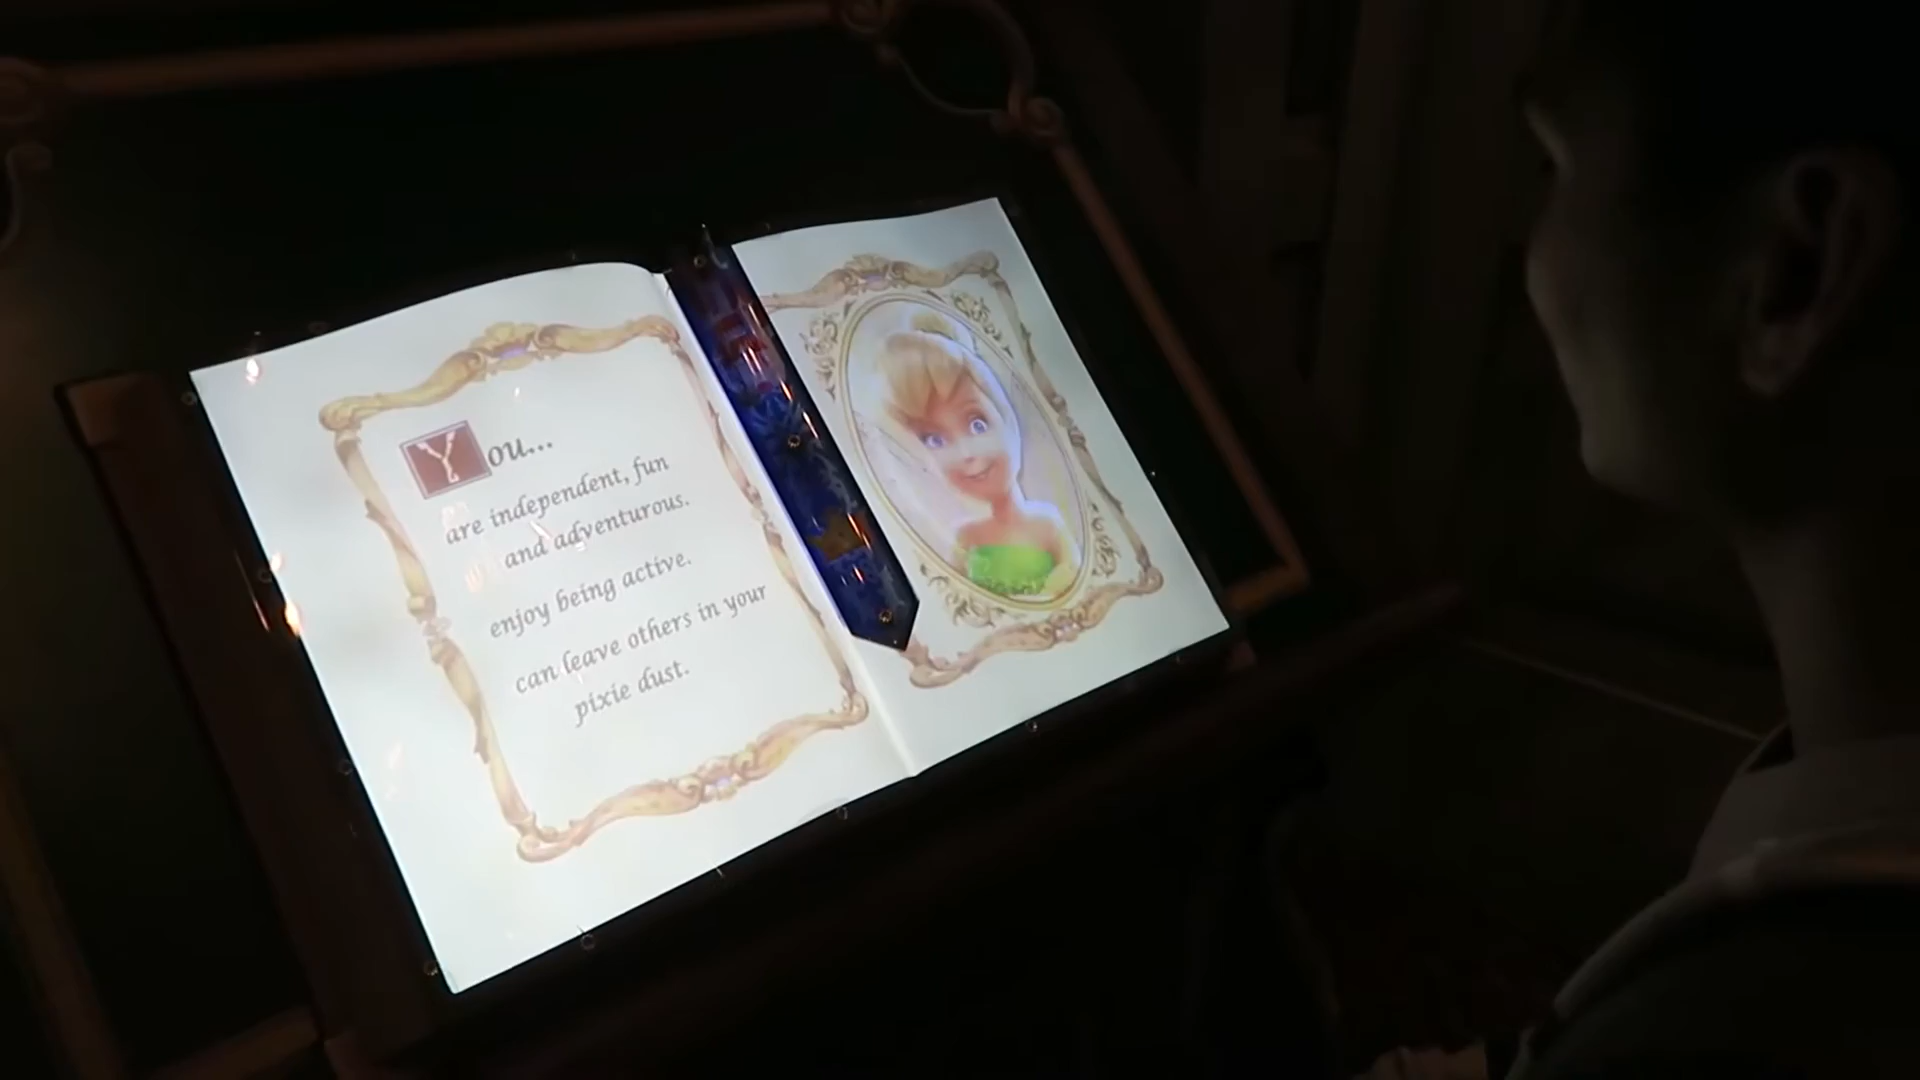 You...
are independent, fun
and adventurous.
enjoy being active.
can leave others in your
pixie dust.